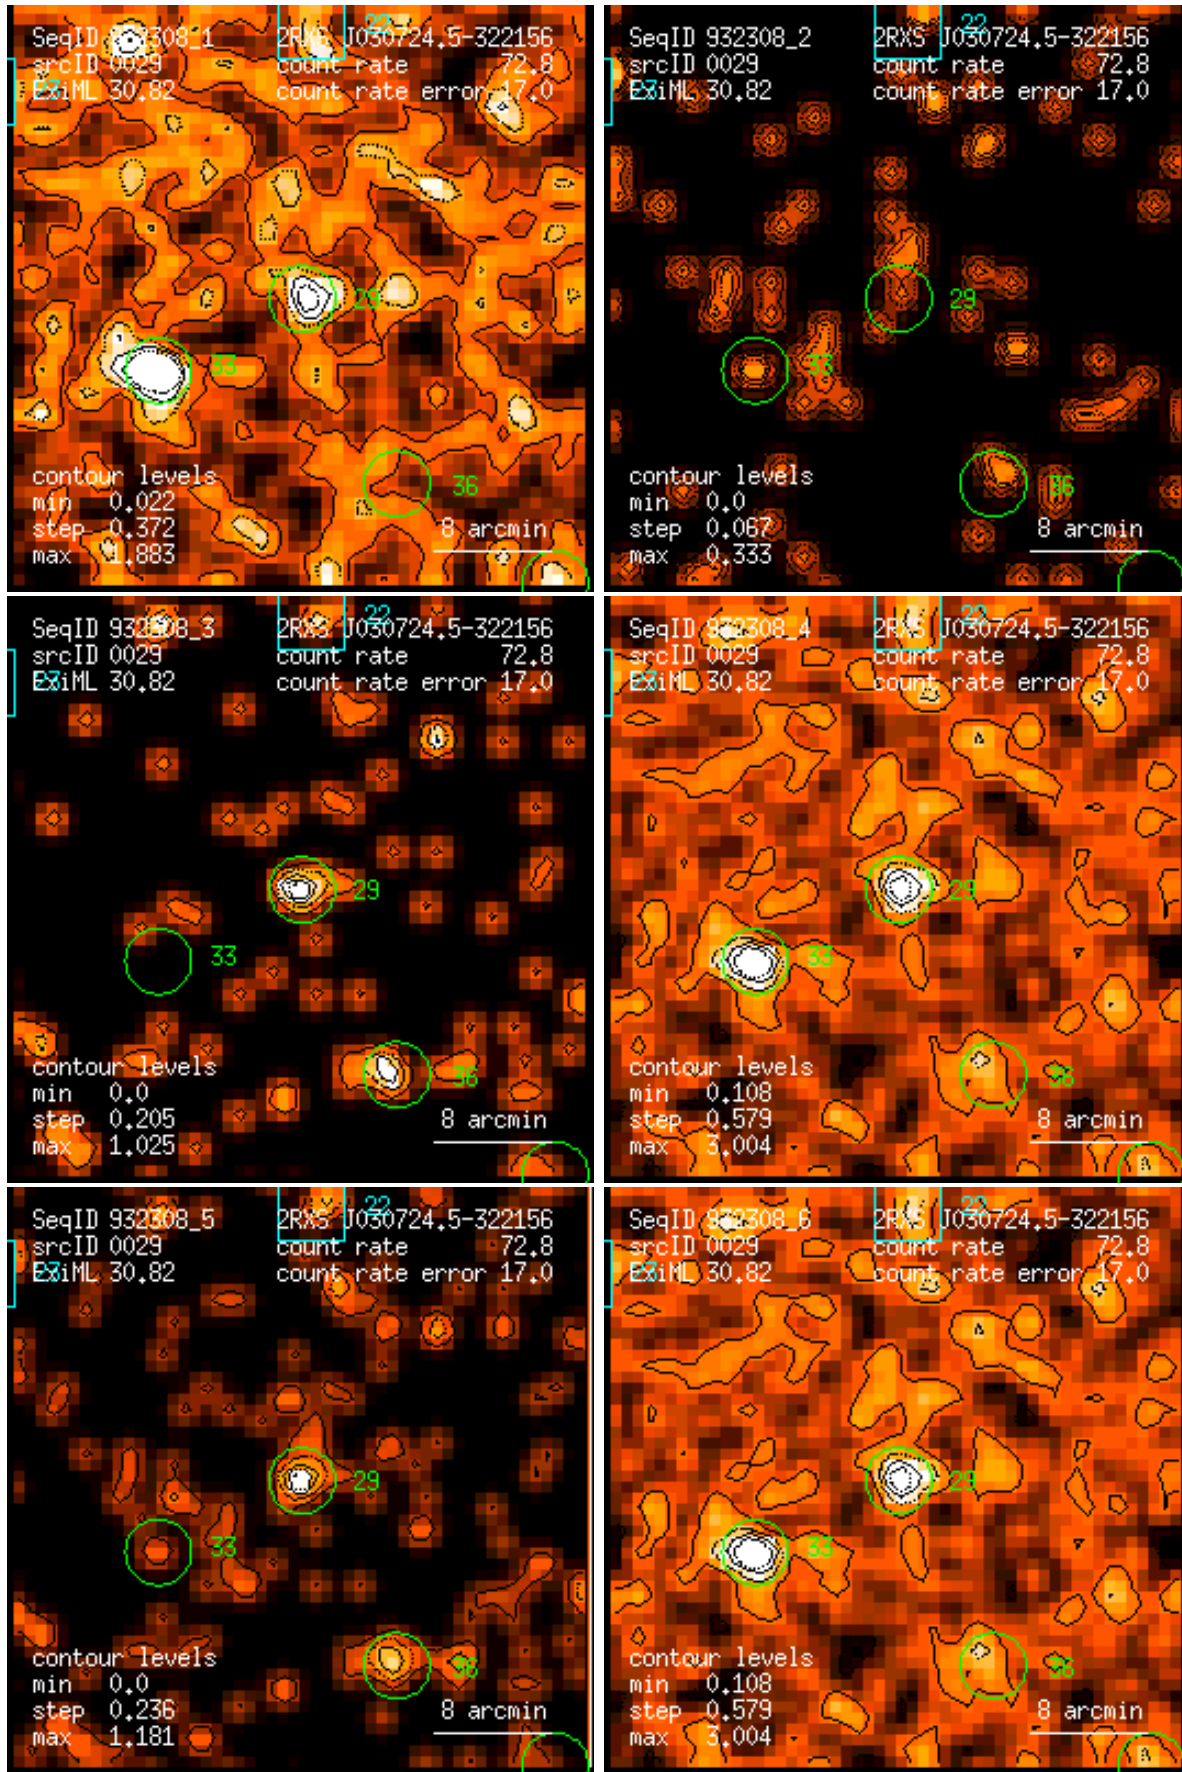 22
SeqID 932308_1 2RXS J030724.5-322156
srcID 0029 count rate 72.8
ExiML 30.82 count rate error 17.0
29
33
36
contour levels
min 0.022
step 0.372
max 1.883
8 arcmin
22
SeqID 932308_2 2RXS J030724.5-322156
srcID 0029 count rate 72.8
ExiML 30.82 count rate error 17.0
29
33
36
contour levels
min 0.0
step 0.067
max 0.333
8 arcmin
22
SeqID 932308_3 2RXS J030724.5-322156
srcID 0029 count rate 72.8
ExiML 30.82 count rate error 17.0
29
33
36
contour levels
min 0.0
step 0.205
max 1.025
8 arcmin
22
SeqID 932308_4 2RXS J030724.5-322156
srcID 0029 count rate 72.8
ExiML 30.82 count rate error 17.0
29
33
36
contour levels
min 0.108
step 0.579
max 3.004
8 arcmin
22
SeqID 932308_5 2RXS J030724.5-322156
srcID 0029 count rate 72.8
ExiML 30.82 count rate error 17.0
29
33
36
contour levels
min 0.0
step 0.236
max 1.181
8 arcmin
22
SeqID 932308_6 2RXS J030724.5-322156
srcID 0029 count rate 72.8
ExiML 30.82 count rate error 17.0
29
33
36
contour levels
min 0.108
step 0.579
max 3.004
8 arcmin